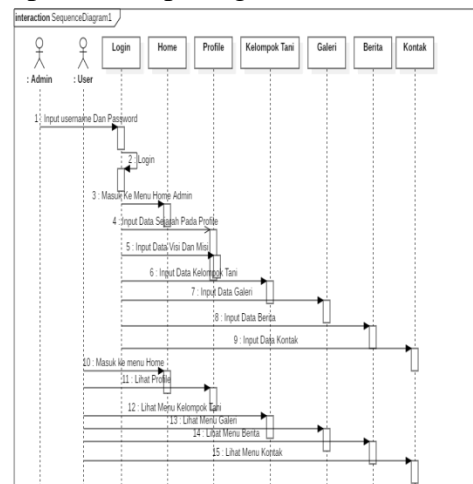 interaction SequenceDiagram1
Login Home Profile Kelompok Tani Galeri Berita Kontak
: Admin : User
1 : Input username Dan Password
2 : Login
3 : Masuk Ke Menu Home Admin
4 : Input Data Sejarah Pada Profile
5 : Input Data Visi Dan Misi
6 : Input Data Kelompok Tani
7 : Input Data Galeri
8 : Input Data Berita
9 : Input Data Kontak
10 : Masuk ke menu Home
11 : Lihat Profile
12 : Lihat Menu Kelompok Tani
13 : Lihat Menu Galeri
14 : Lihat Menu Berita
15 : Lihat Menu Kontak